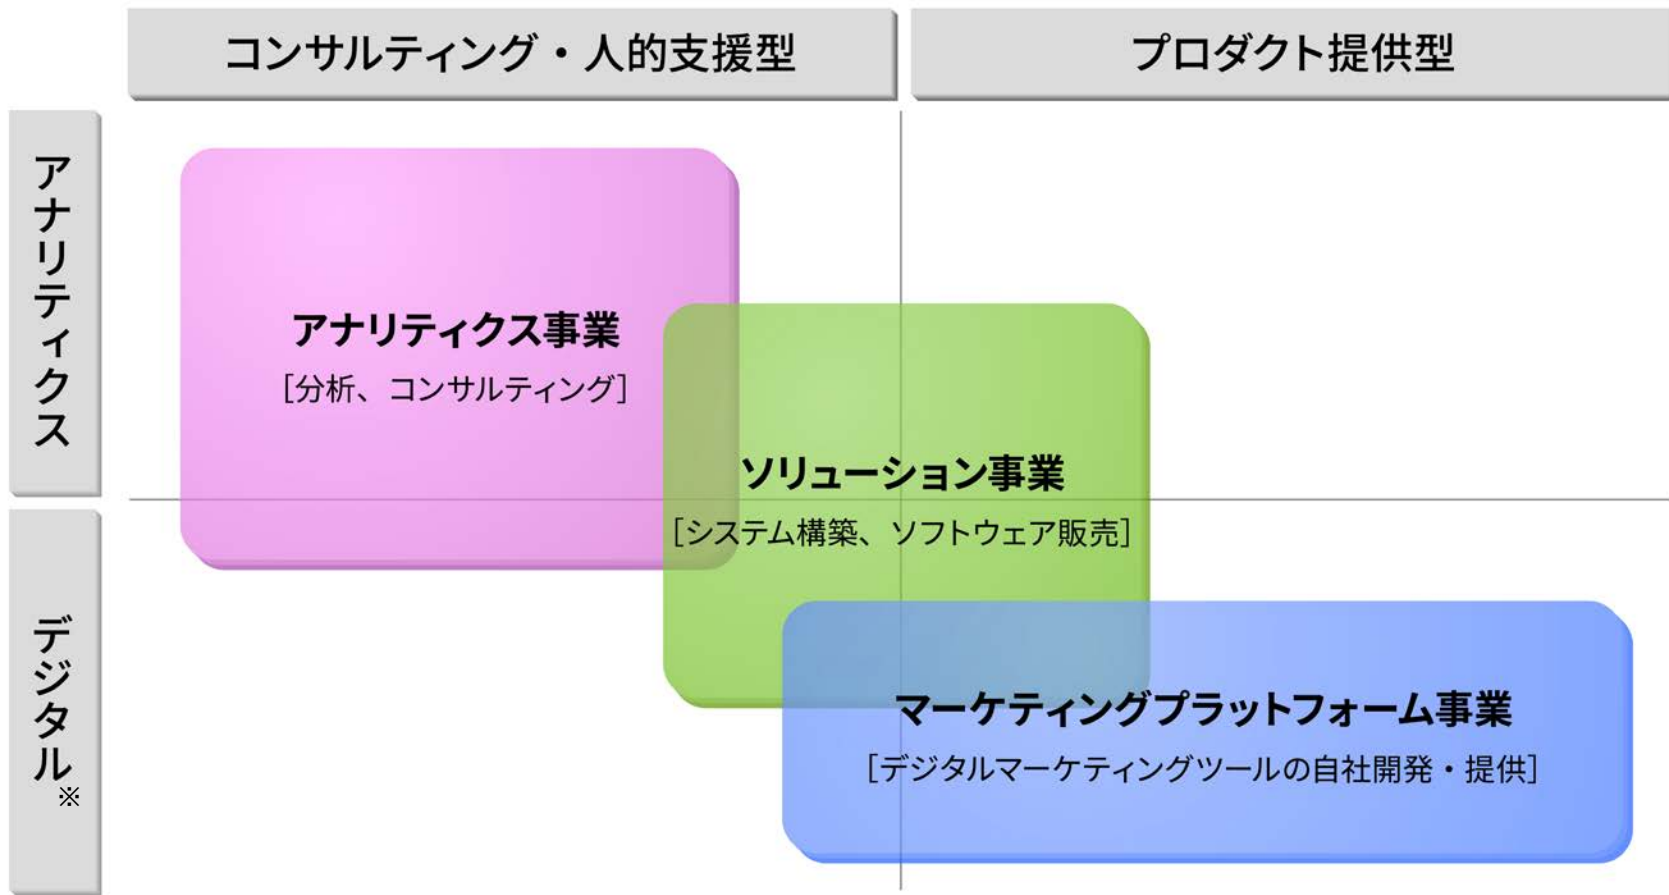 コンサルティング・人的支援型
プロダクト提供型
アナリティクス
アナリティクス事業
［分析、コンサルティング］
ソリューション事業
［システム構築、ソフトウェア販売］
デジタル※
マーケティングプラットフォーム事業
［デジタルマーケティングツールの自社開発・提供］